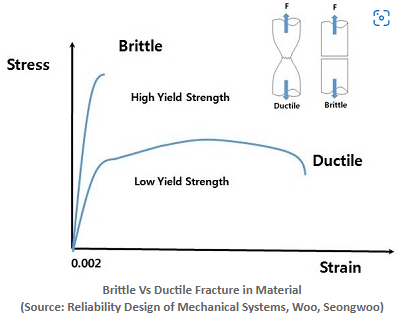 F F
Ductile Brittle
Brittle
Stress
High Yield Strength
Ductile
Low Yield Strength
0.002
Strain
Brittle Vs Ductile Fracture in Material
(Source: Reliability Design of Mechanical Systems, Woo, Seongwoo)